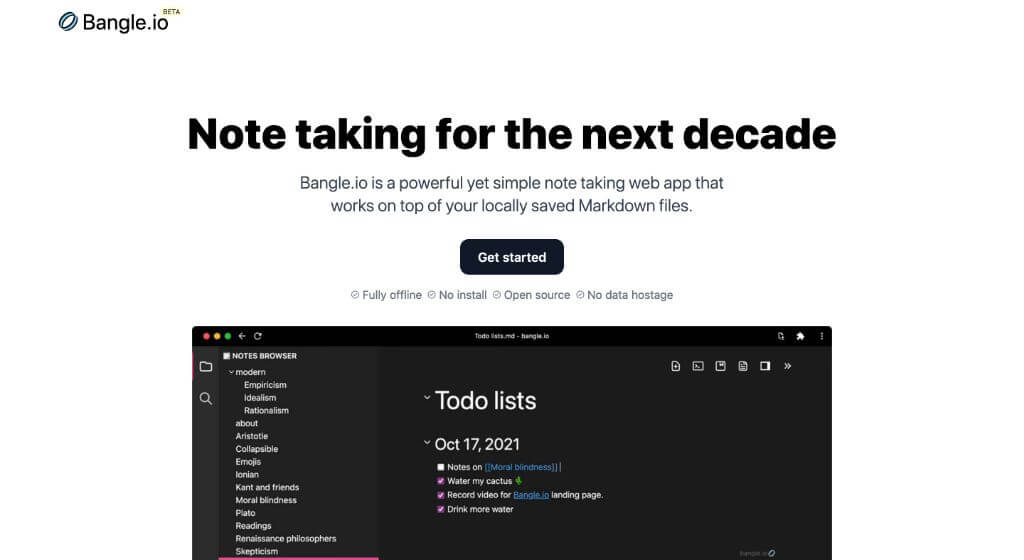 Bangle.io BETA
Note taking for the next decade
Bangle.io is a powerful yet simple note taking web app that
works on top of your locally saved Markdown files.
Get started
Fully offline No install Open source No data hostage
Todo lists.md - bangle.io
NOTES BROWSER
modern
Empiricism
Idealism
Rationalism
about
Aristotle
Collapsible
Emojis
Ionian
Kant and friends
Moral blindness
Plato
Readings
Renaissance philosophers
Skepticism
Todo lists
Oct 17, 2021
Notes on [[Moral blindness]]
Water my cactus
Record video for Bangle.io landing page.
Drink more water
bangle.io